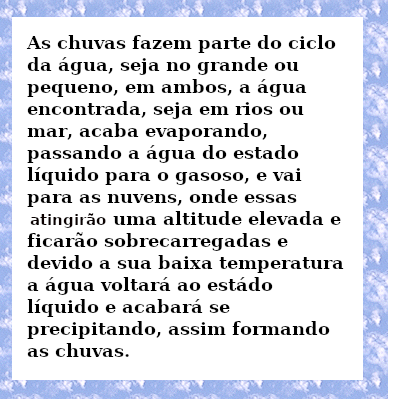 As chuvas fazem parte do ciclo
da água, seja no grande ou
pequeno, em ambos, a água
encontrada, seja em rios ou
mar, acaba evaporando,
passando a água do estado
líquido para o gasoso, e vai
para as nuvens, onde essas
atingirão uma altitude elevada e
ficarão sobrecarregadas e
devido a sua baixa temperatura
a água voltará ao estádo
líquido e acabará se
precipitando, assim formando
as chuvas.